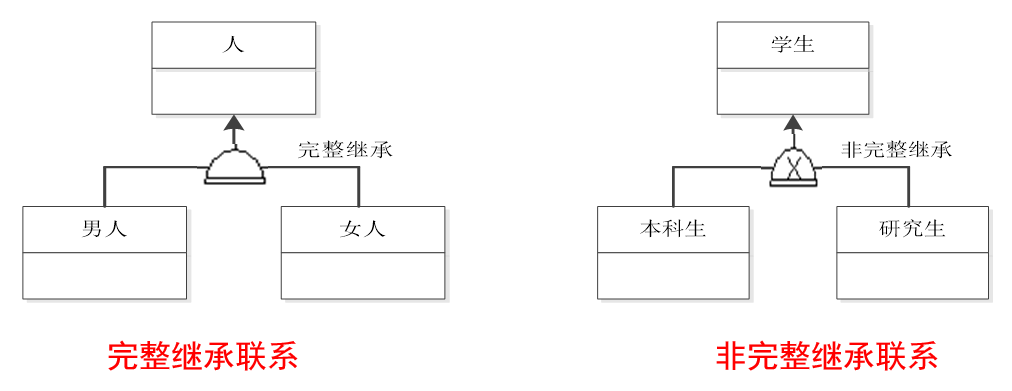 人
完整继承
男人
女人
完整继承联系
学生
非完整继承
本科生
研究生
非完整继承联系